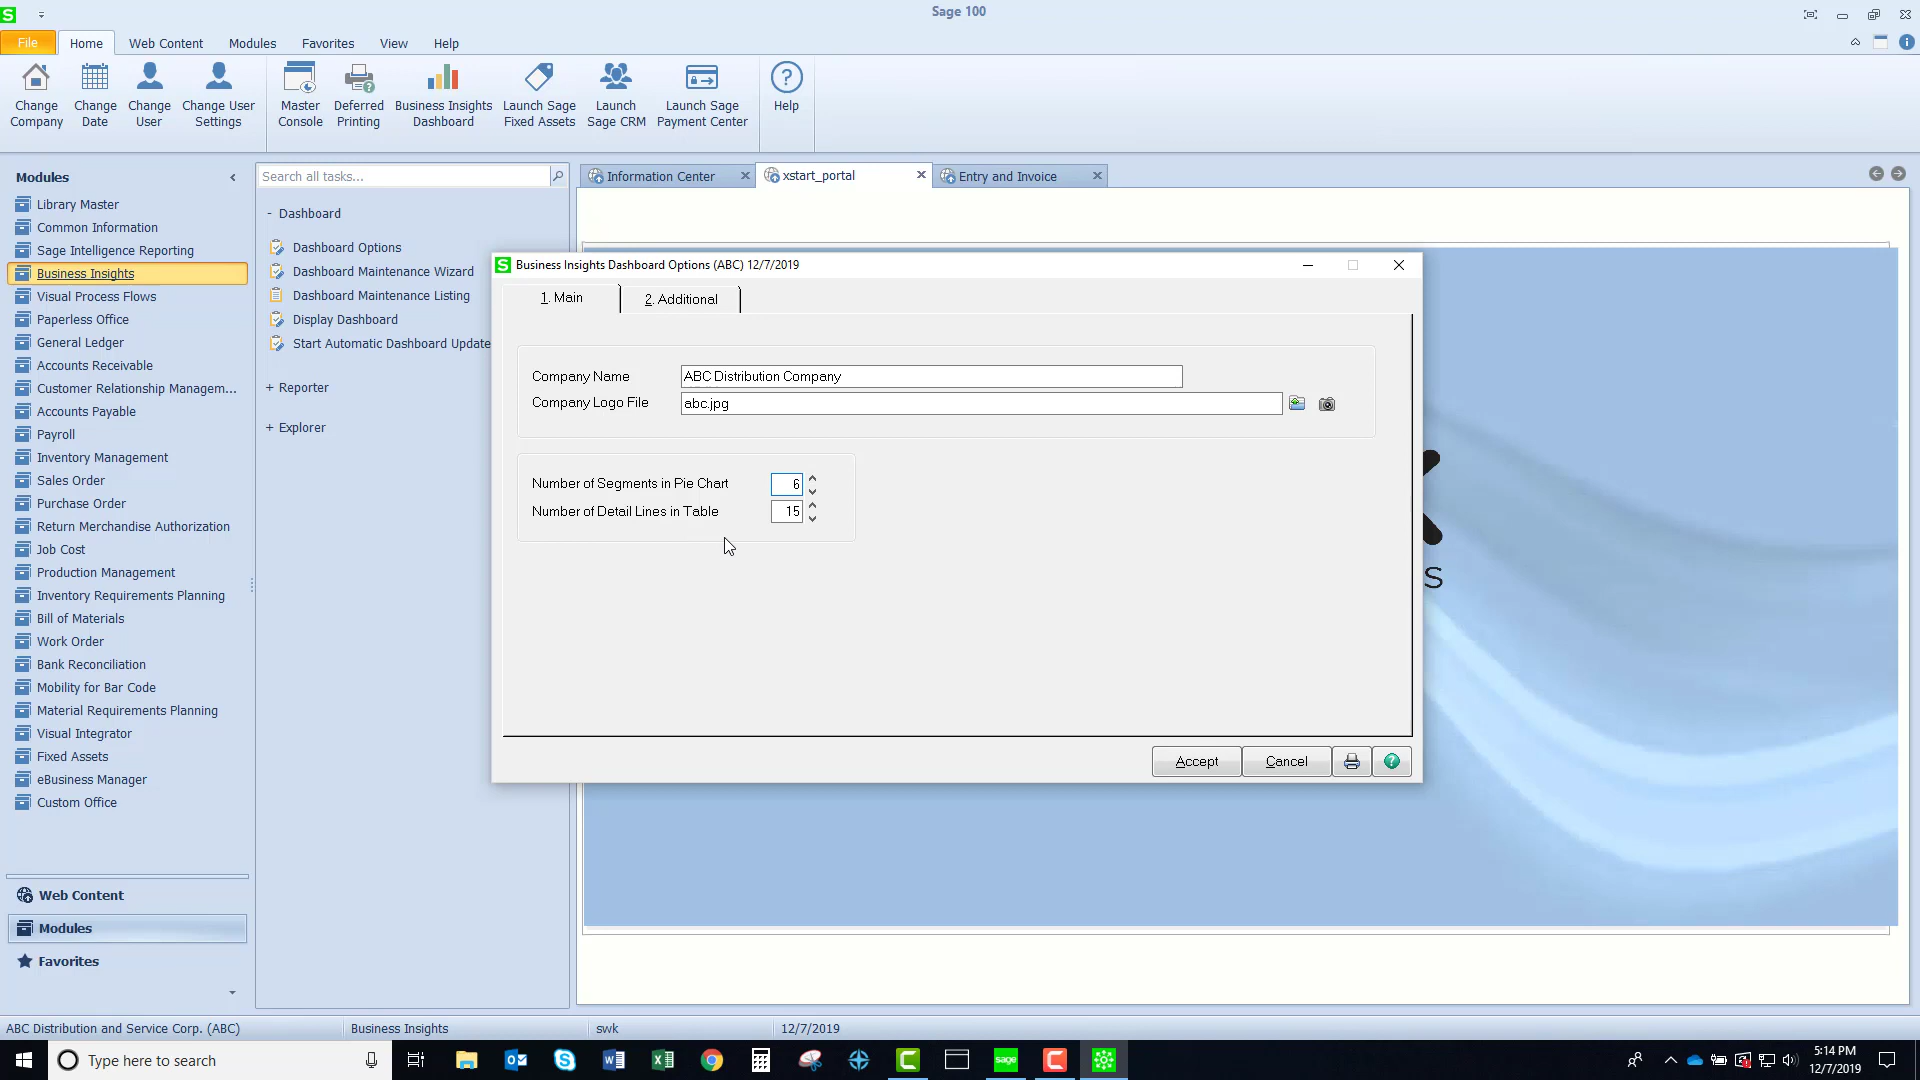 Sage 100
File
Home
Web Content
Modules
Favorites
View
Help
Change
Company
Change
Date
Change
User
Change User
Settings
Master
Console
Deferred
Printing
Business Insights
Dashboard
Launch Sage
Fixed Assets
Launch
Sage CRM
Launch Sage
Payment Center
Help
Modules
Library Master
Common Information
Sage Intelligence Reporting
Business Insights
Visual Process Flows
Paperless Office
General Ledger
Accounts Receivable
Customer Relationship Managem...
Accounts Payable
Payroll
Inventory Management
Sales Order
Purchase Order
Return Merchandise Authorization
Job Cost
Production Management
Inventory Requirements Planning
Bill of Materials
Work Order
Bank Reconciliation
Mobility for Bar Code
Material Requirements Planning
Visual Integrator
Fixed Assets
eBusiness Manager
Custom Office
Web Content
Modules
Favorites
Search all tasks...
- Dashboard
Dashboard Options
Dashboard Maintenance Wizard
Dashboard Maintenance Listing
Display Dashboard
Start Automatic Dashboard Update
+ Reporter
+ Explorer
Information Center
xstart_portal
Entry and Invoice
Business Insights Dashboard Options (ABC) 12/7/2019
1. Main
2. Additional
Company Name
ABC Distribution Company
Company Logo File
abc.jpg
Number of Segments in Pie Chart
6
Number of Detail Lines in Table
15
Accept
Cancel
S
ABC Distribution and Service Corp. (ABC)
Business Insights
swk
12/7/2019
Type here to search
sage
5:14 PM
12/7/2019